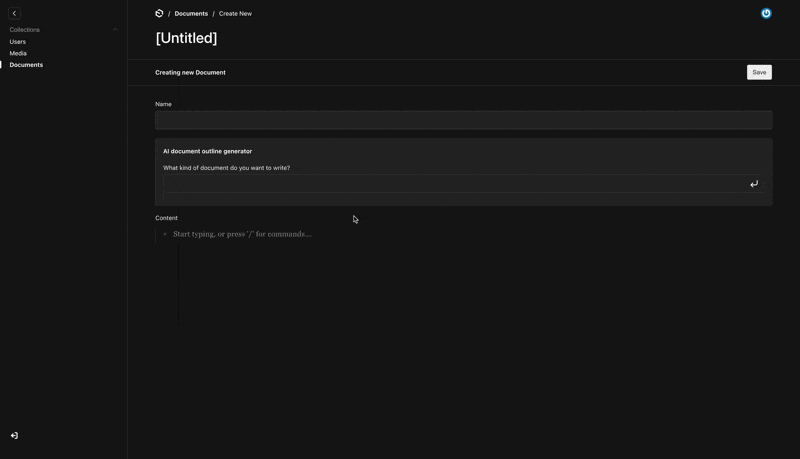 / Documents / Create New
[Untitled]
Collections
Users
Media
Documents
Creating new Document
Save
Name
AI document outline generator
What kind of document do you want to write?
Content
+ Start typing, or press '/' for commands...